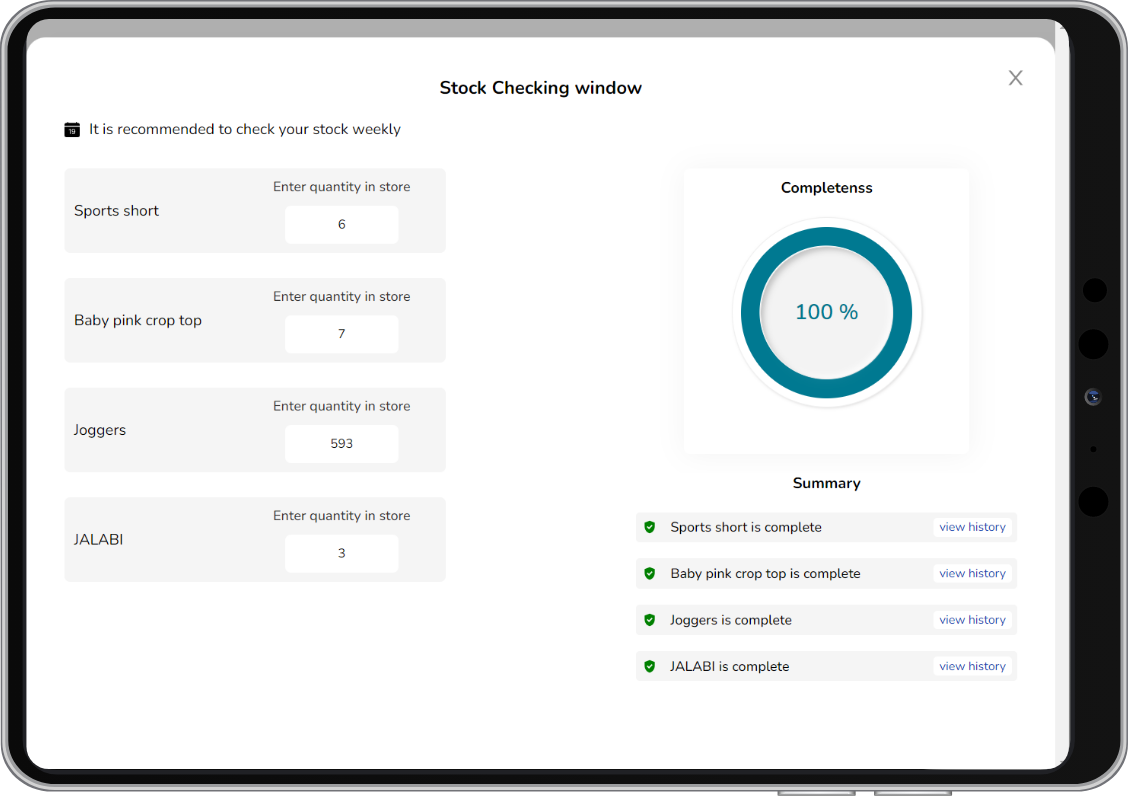 Stock Checking window
X
19
It is recommended to check your stock weekly
Sports short
Enter quantity in store
6
Baby pink crop top
Enter quantity in store
7
Joggers
Enter quantity in store
593
JALABI
Enter quantity in store
3
Completenss
100 %
Summary
Sports short is complete view history
Baby pink crop top is complete view history
Joggers is complete view history
JALABI is complete view history